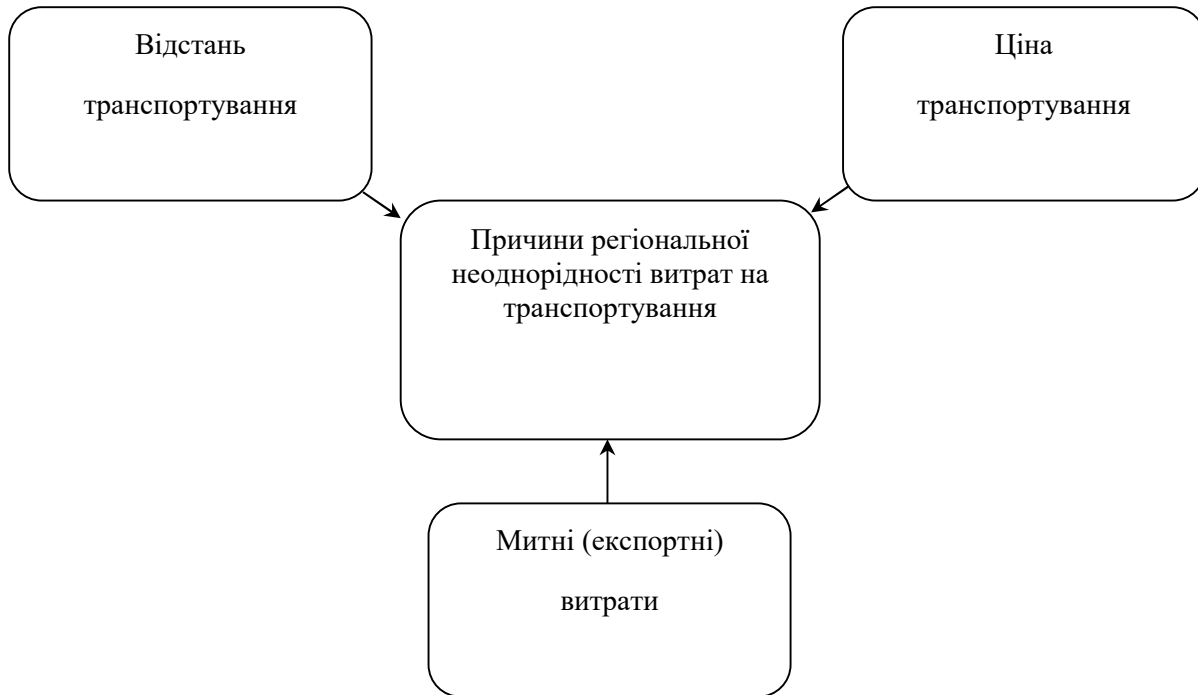 Відстань
транспортування
Ціна
транспортування
Причини регіональної
неоднорідності витрат на
транспортування
Митні (експортні)
витрати